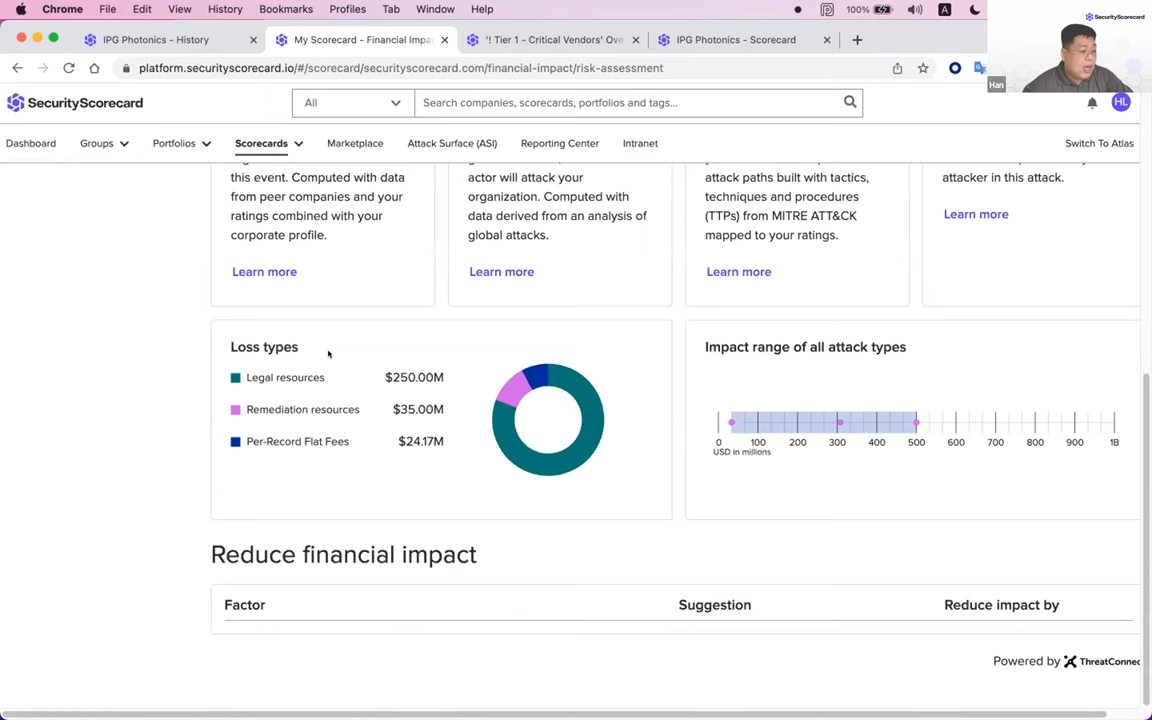 Chrome File Edit View History Bookmarks Profiles Tab Window Help
100%
A
SecurityScorecard
IPG Photonics - History
My Scorecard - Financial Impa
'! Tier 1 - Critical Vendors' Ove
IPG Photonics - Scorecard
platform.securityscorecard.io/#/scorecard/securityscorecard.com/financial-impact/risk-assessment
Han
SecurityScorecard
All
Search companies, scorecards, portfolios and tags...
HL
Dashboard Groups Portfolios Scorecards Marketplace Attack Surface (ASI) Reporting Center Intranet Switch To Atlas
this event. Computed with data
from peer companies and your
ratings combined with your
corporate profile.
Learn more
actor will attack your
organization. Computed with
data derived from an analysis of
global attacks.
Learn more
attack paths built with tactics,
techniques and procedures
(TTPs) from MITRE ATT&CK
mapped to your ratings.
Learn more
attacker in this attack.
Learn more
Loss types
Legal resources $250.00M
Remediation resources $35.00M
Per-Record Flat Fees $24.17M
Impact range of all attack types
0 100 200 300 400 500 600 700 800 900 1B
USD in millions
Reduce financial impact
Factor Suggestion Reduce impact by
Powered by ThreatConnec